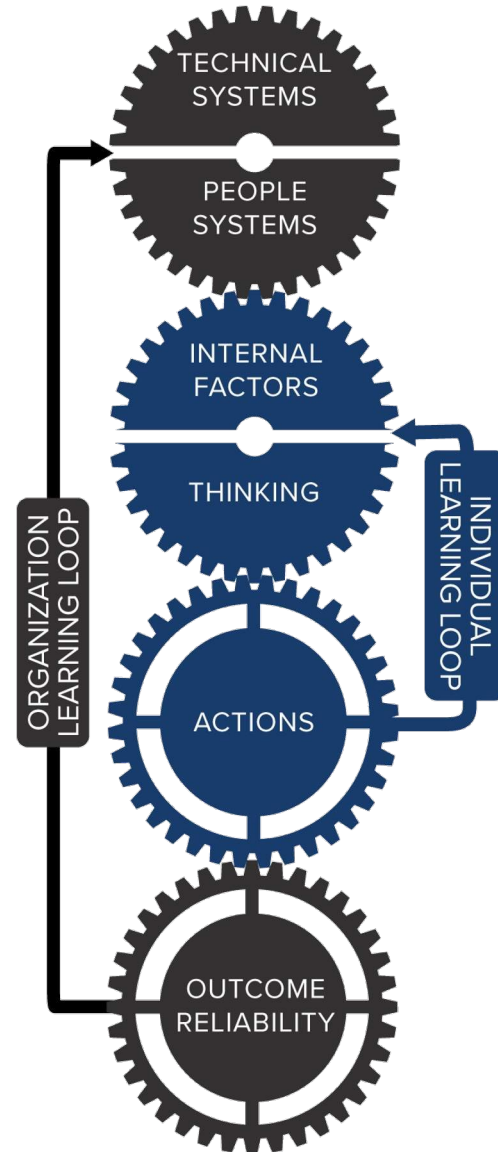 TECHNICAL
SYSTEMS
PEOPLE
SYSTEMS
INTERNAL
FACTORS
THINKING
ORGANIZATION
LEARNING LOOP
INDIVIDUAL
LEARNING LOOP
ACTIONS
OUTCOME
RELIABILITY